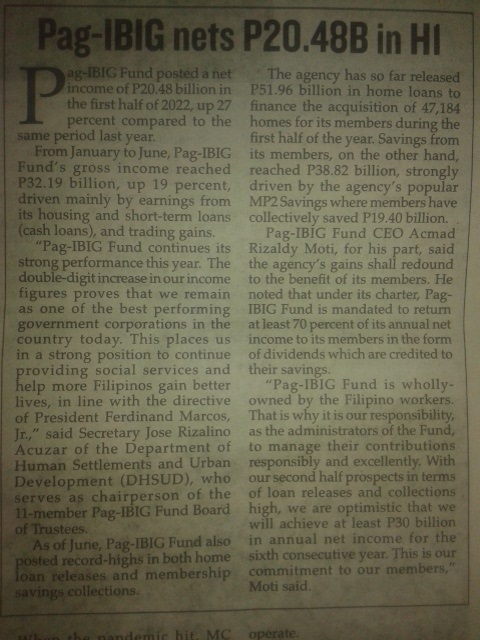 Pag-IBIG nets P20.48B in H1
Pag-IBIG Fund posted a net
income of P20.48 billion in
the first half of 2022, up 27
percent compared to the
same period last year.
From January to June, Pag-IBIG
Fund's gross income reached
P32.19 billion, up 19 percent,
driven mainly by earnings from
its housing and short-term loans
(cash loans), and trading gains.
"Pag-IBIG Fund continues its
strong performance this year. The
double-digit increase in our income
figures proves that we remain
as one of the best performing
government corporations in the
country today. This places us
in a strong position to continue
providing social services and
help more Filipinos gain better
lives, in line with the directive
of President Ferdinand Marcos,
Jr.," said Secretary Jose Rizalino
Acuzar of the Department of
Human Settlements and Urban
Development (DHSUD), who
serves as chairperson of the
11-member Pag-IBIG Fund Board
of Trustees.
As of June, Pag-IBIG Fund also
posted record-highs in both home
loan releases and membership
savings collections.
The agency has so far released
P51.96 billion in home loans to
finance the acquisition of 47,184
homes for its members during the
first half of the year. Savings from
its members, on the other hand,
reached P38.82 billion, strongly
driven by the agency's popular
MP2 Savings where members have
collectively saved P19.40 billion.
Pag-IBIG Fund CEO Acmad
Rizaldy Moti, for his part, said
the agency's gains shall redound
to the benefit of its members. He
noted that under its charter, Pag-
IBIG Fund is mandated to return
at least 70 percent of its annual net
income to its members in the form
of dividends which are credited to
their savings.
"Pag-IBIG Fund is wholly-
owned by the Filipino workers.
That is why it is our responsibility,
as the administrators of the Fund,
to manage their contributions
responsibly and excellently. With
our second half prospects in terms
of loan releases and collections
high, we are optimistic that we
will achieve at least P30 billion
in annual net income for the
sixth consecutive year. This is our
commitment to our members,"
Moti said.
When the pandemic hit, MC
operate.